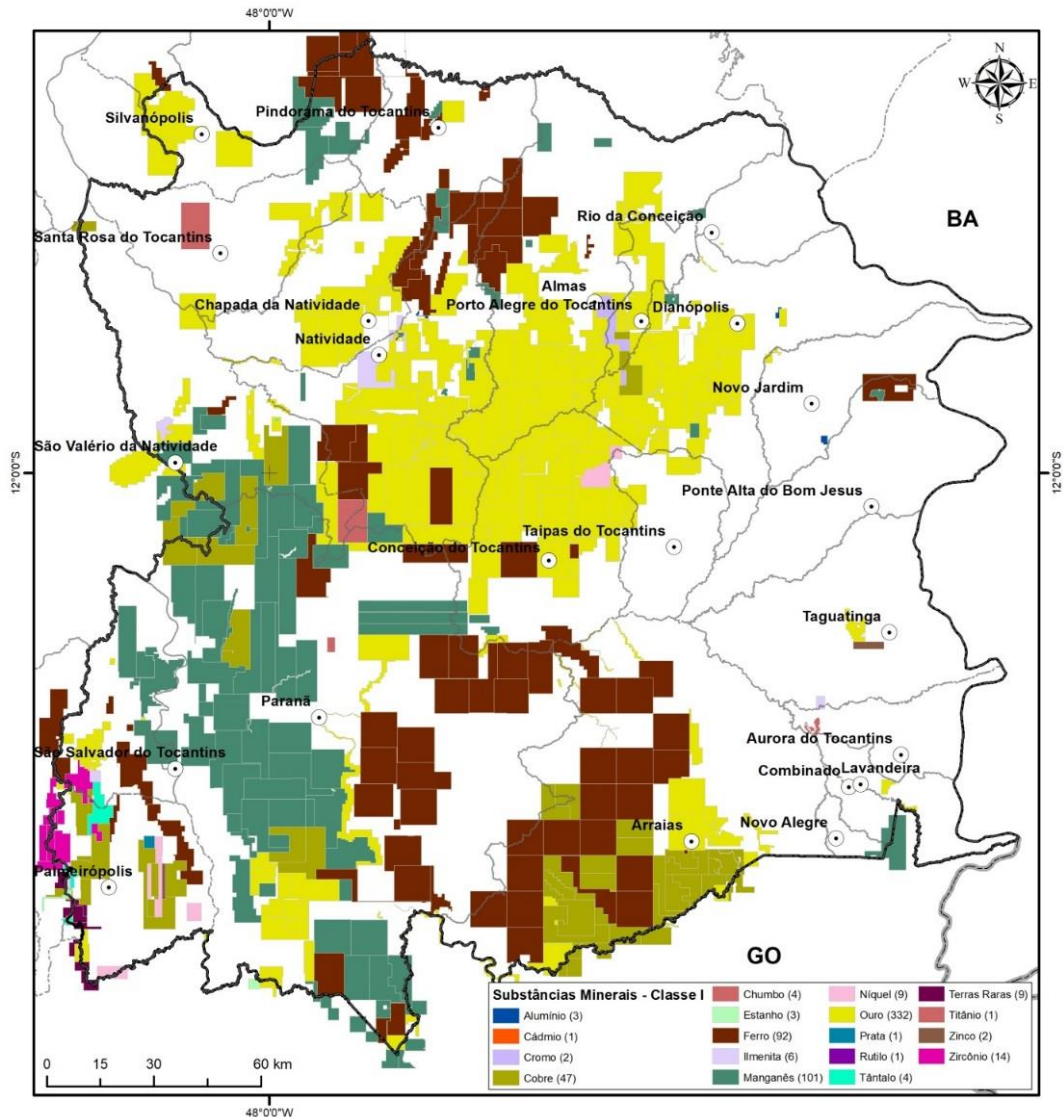 48°0'0"W
N
W E
S
Silvanópolis
Pindorama do Tocantins
Rio da Conceição
BA
Santa Rosa do Tocantins
Almas
Chapada da Natividade
Porto Alegre do Tocantins
Dianópolis
Natividade
Novo Jardim
São Valério da Natividade
12°0'0"S
12°0'0"S
Ponte Alta do Bom Jesus
Taipas do Tocantins
Conceição do Tocantins
Taguatinga
Paranã
Aurora do Tocantins
São Salvador do Tocantins
Combinado
Lavandeira
Arraias
Novo Alegre
Palmeirópolis
GO
Substâncias Minerais - Classe I
Alumínio (3)
Cádmio (1)
Cromo (2)
Cobre (47)
Chumbo (4)
Estanho (3)
Ferro (92)
Ilmenita (6)
Manganês (101)
Níquel (9)
Ouro (332)
Prata (1)
Rutilo (1)
Tântalo (4)
Terras Raras (9)
Titânio (1)
Zinco (2)
Zircônio (14)
0 15 30 60 km
48°0'0"W